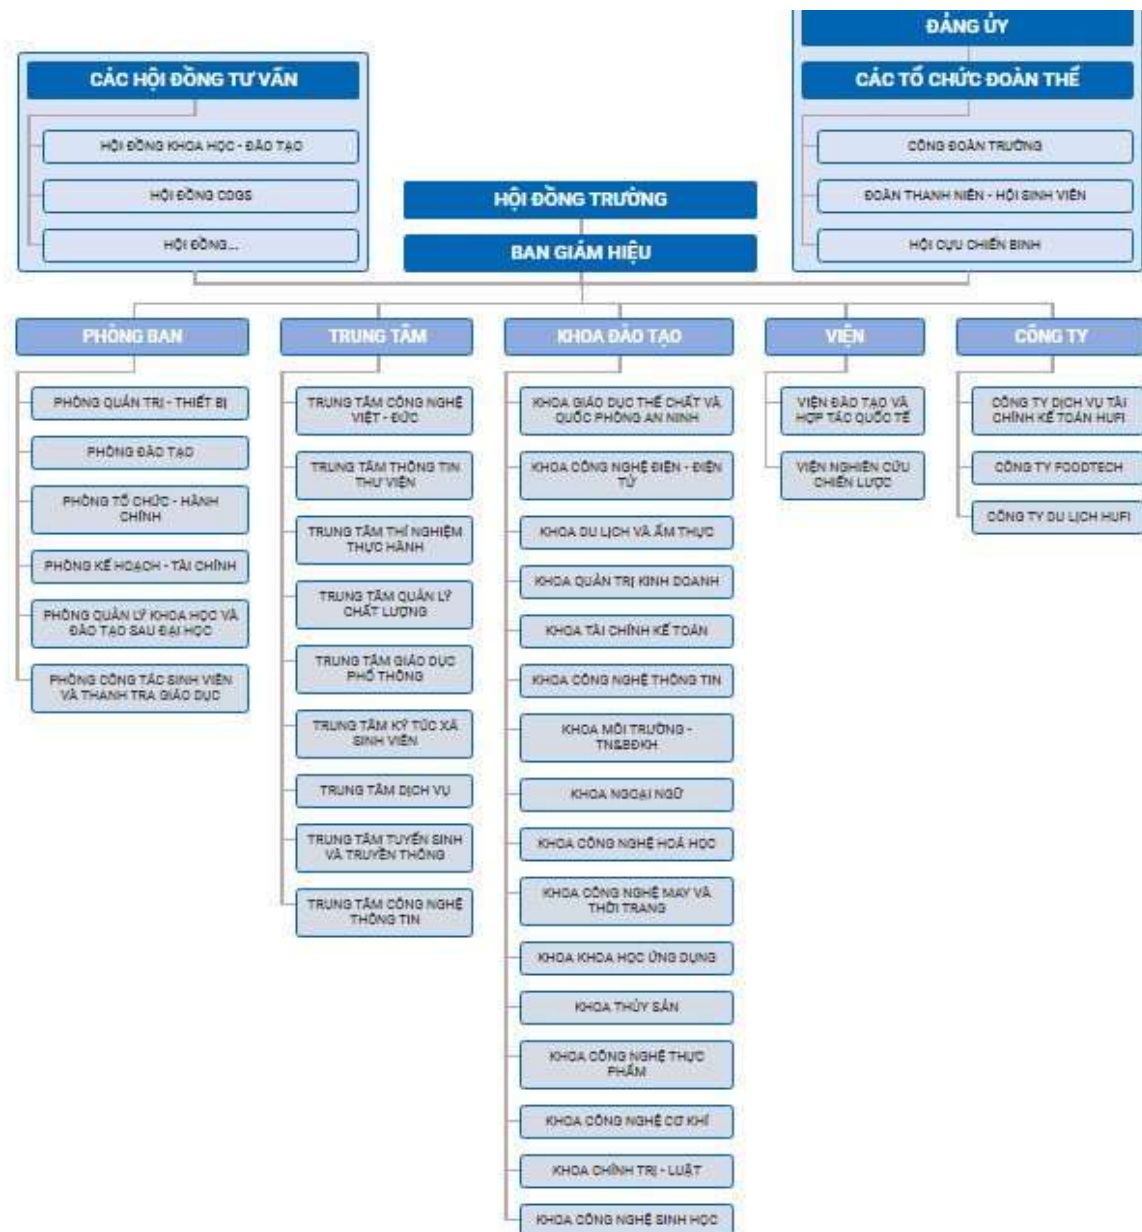 ĐẢNG ỦY
CÁC HỘI ĐỒNG TƯ VẤN
CÁC TỔ CHỨC ĐOÀN THỂ
HỘI ĐỒNG KHOA HỌC - ĐÀO TẠO
HỘI ĐỒNG CDGS
HỘI ĐỒNG...
CÔNG ĐOÀN TRƯỜNG
ĐOÀN THANH NIÊN - HỘI SINH VIÊN
HỘI CỰU CHIẾN BINH
HỘI ĐỒNG TRƯỜNG
BAN GIÁM HIỆU
PHÒNG BAN
PHÒNG QUẢN TRỊ - THIẾT BỊ
PHÒNG ĐÀO TẠO
PHÒNG TỔ CHỨC - HÀNH
CHÍNH
PHÒNG KẾ HOẠCH - TÀI CHÍNH
PHÒNG QUẢN LÝ KHOA HỌC VÀ
ĐÀO TẠO SAU ĐẠI HỌC
PHÒNG CÔNG TÁC SINH VIÊN
VÀ THANH TRA GIÁO DỤC
TRUNG TÂM
TRUNG TÂM CÔNG NGHỆ
VIỆT - ĐỨC
TRUNG TÂM THÔNG TIN
THƯ VIỆN
TRUNG TÂM THÍ NGHIỆM
THỰC HÀNH
TRUNG TÂM QUẢN LÝ
CHẤT LƯỢNG
TRUNG TÂM GIÁO DỤC
PHỔ THÔNG
TRUNG TÂM KÝ TÚC XÁ
SINH VIÊN
TRUNG TÂM DỊCH VỤ
TRUNG TÂM TUYỂN SINH
VÀ TRUYỀN THÔNG
TRUNG TÂM CÔNG NGHỆ
THÔNG TIN
KHOA ĐÀO TẠO
KHOA GIÁO DỤC THỂ CHẤT VÀ
QUỐC PHÒNG AN NINH
KHOA CÔNG NGHỆ ĐIỆN - ĐIỆN
TỬ
KHOA DU LỊCH VÀ ẨM THỰC
KHOA QUẢN TRỊ KINH DOANH
KHOA TÀI CHÍNH KẾ TOÁN
KHOA CÔNG NGHỆ THÔNG TIN
KHOA MÔI TRƯỜNG -
TN&BĐKH
KHOA NGOẠI NGỮ
KHOA CÔNG NGHỆ HOÁ HỌC
KHOA CÔNG NGHỆ MAY VÀ
THỜI TRANG
KHOA KHOA HỌC ỨNG DỤNG
KHOA THỦY SẢN
KHOA CÔNG NGHỆ THỰC
PHẨM
KHOA CÔNG NGHỆ CƠ KHÍ
KHOA CHÍNH TRỊ - LUẬT
KHOA CÔNG NGHỆ SINH HỌC
VIỆN
VIỆN ĐÀO TẠO VÀ
HỢP TÁC QUỐC TẾ
VIỆN NGHIÊN CỨU
CHIẾN LƯỢC
CÔNG TY
CÔNG TY DỊCH VỤ TÀI
CHÍNH KẾ TOÁN HUFI
CÔNG TY FOODTECH
CÔNG TY DU LỊCH HUFI